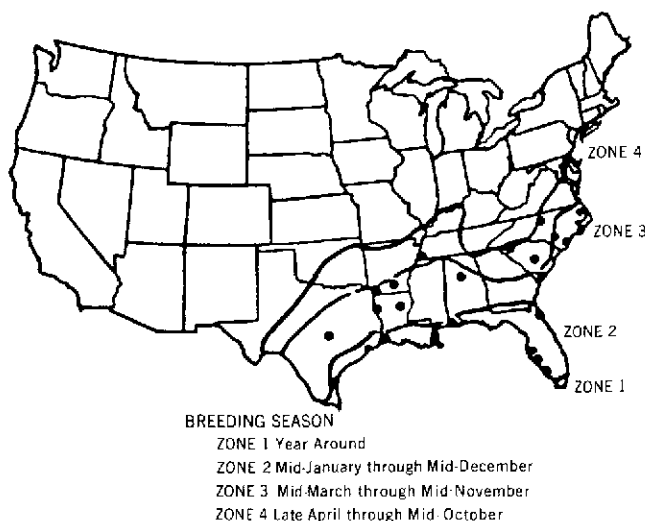 ZONE 4
ZONE 3
ZONE 2
ZONE 1
BREEDING SEASON
ZONE 1 Year Around
ZONE 2 Mid-January through Mid-December
ZONE 3 Mid-March through Mid-November
ZONE 4 Late April through Mid-October